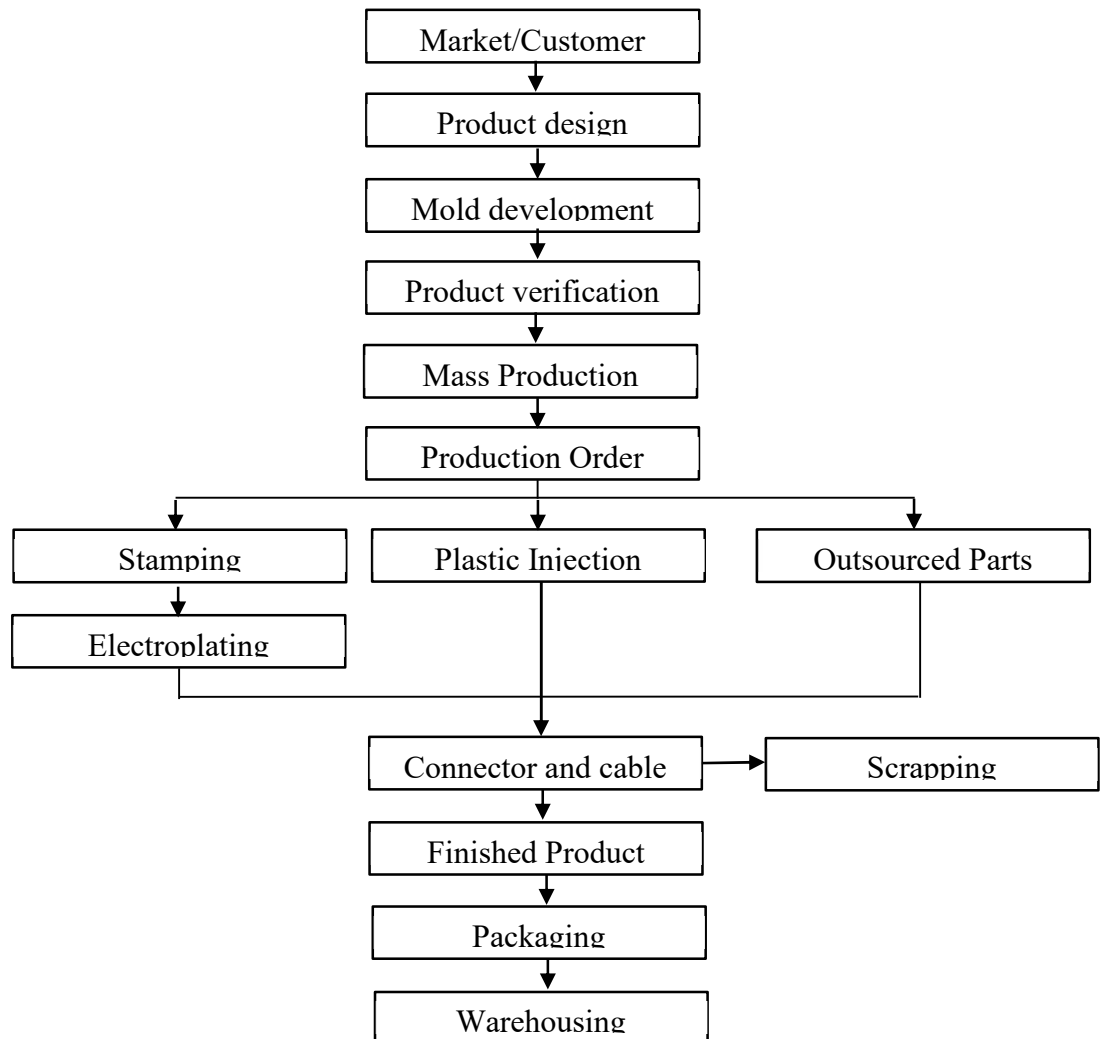 Market/Customer
Product design
Mold development
Product verification
Mass Production
Production Order
Stamping
Plastic Injection
Outsourced Parts
Electroplating
Connector and cable
Scrapping
Finished Product
Packaging
Warehousing